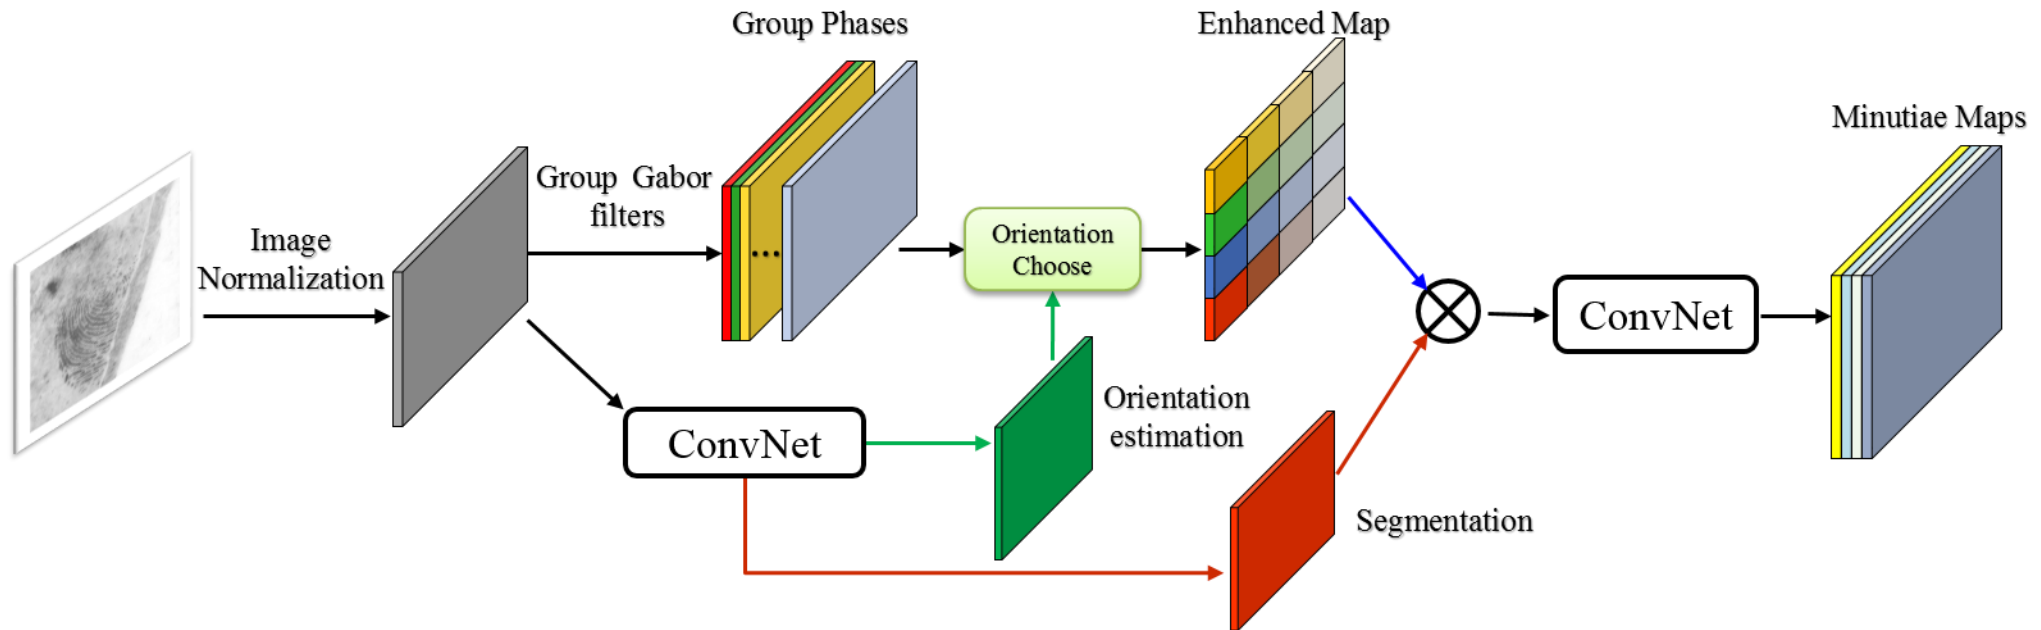 Group Phases
Enhanced Map
Minutiae Maps
Group Gabor
filters
Image
Normalization
...
Orientation
Choose
ConvNet
ConvNet
Orientation
estimation
Segmentation